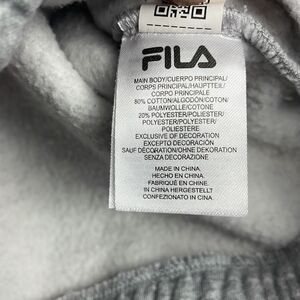 FILA
MAIN BODY/CUERPO PRINCIPAL/
CORPS PRINCIPAL/HAUPTTEIL/
CORPO PRINCIPALE
80% COTTON/ALGODÓN/COTON/
BAUMWOLLE/COTONE
20% POLYESTER/POLIÉSTER/
POLYESTER/POLYESTER/
POLIESTERE
EXCLUSIVE OF DECORATION
EXCEPTO DECORACIÓN
SAUF DÉCORATION/OHNE DEKORATION
SENZA DECORAZIONE
MADE IN CHINA
HECHO EN CHINA
FABRIQUÉ EN CHINE
IN CHINA HERGESTELLT
CONFEZIONATO IN CINA